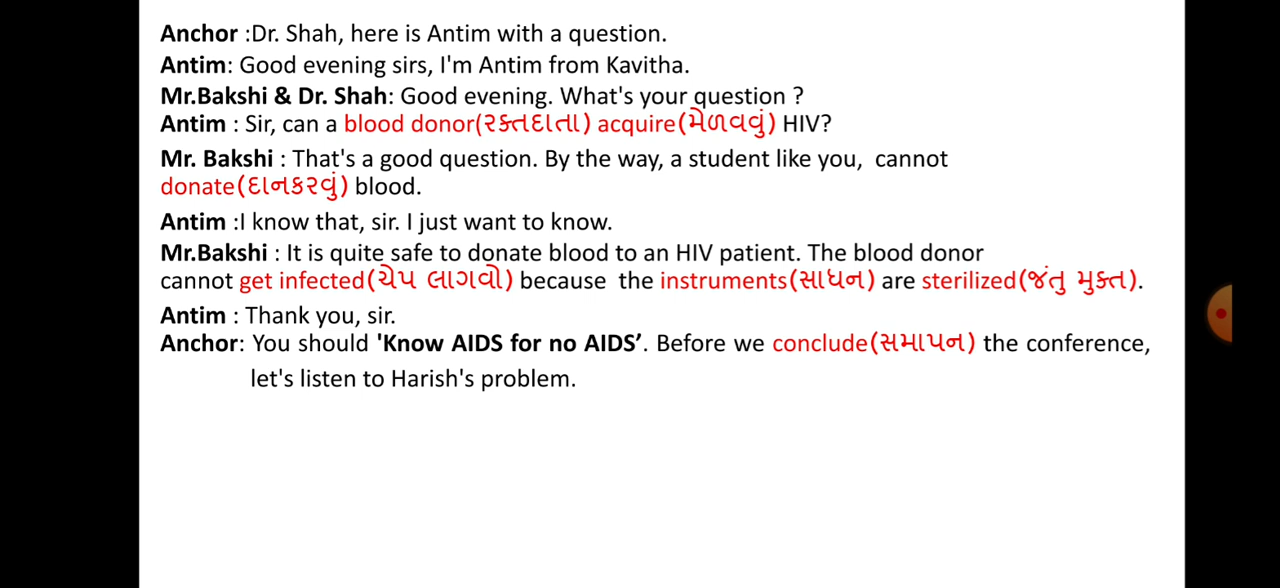 Anchor :Dr. Shah, here is Antim with a question.
Antim: Good evening sirs, I'm Antim from Kavitha.
Mr.Bakshi & Dr. Shah: Good evening. What's your question ?
Antim : Sir, can a blood donor(રક્તદાતા) acquire(મેળવવું) HIV?
Mr. Bakshi : That's a good question. By the way, a student like you, cannot
donate(દાનકરવું) blood.
Antim :I know that, sir. I just want to know.
Mr.Bakshi : It is quite safe to donate blood to an HIV patient. The blood donor
cannot get infected(ચેપ લાગવો) because the instruments(સાધન) are sterilized(જંતુ મુક્ત).
Antim : Thank you, sir.
Anchor: You should 'Know AIDS for no AIDS’. Before we conclude(સમાપન) the conference,
let's listen to Harish's problem.